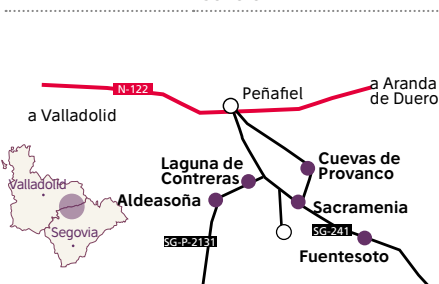 N-122
Peñafiel
a Aranda
de Duero
a Valladolid
Laguna de
Contreras
Cuevas de
Provanco
Valladolid
Aldeasoña
Sacramenia
Segovia
SG-P-2131
SG-241
Fuentesoto